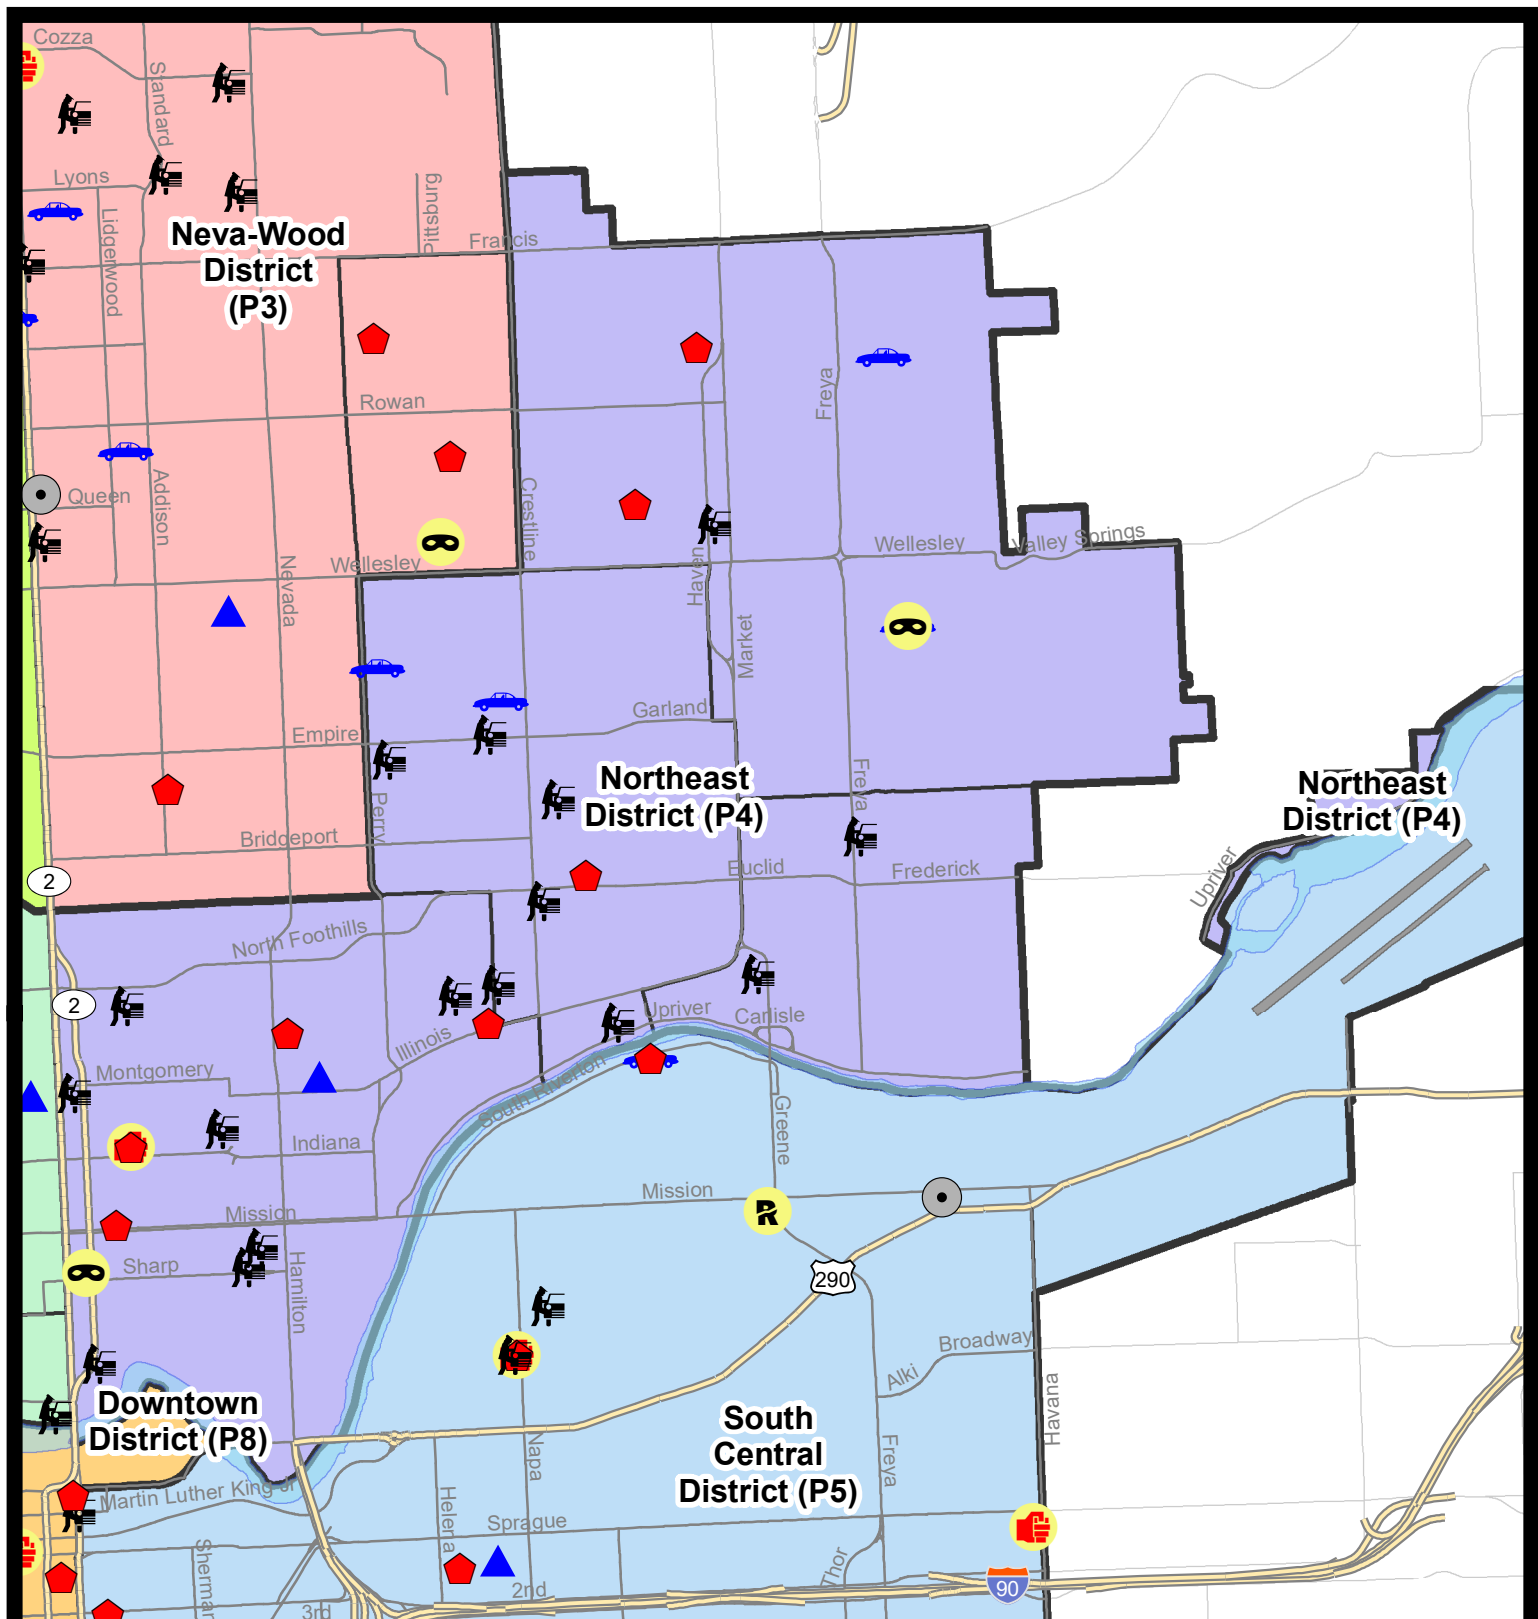 Cozza
Standard
Lyons
Lidgerwood
Pittsburg
Neva-Wood
District
(P3)
Francis
Rowan
Freya
Queen
Addison
Crestline
Nevada
Wellesley
Haven
Wellesley
Valley Springs
Market
Garland
Empire
Perry
Northeast
District (P4)
Freya
Northeast
District (P4)
Bridgeport
2
Euclid
Frederick
Upriver
North Foothills
2
Illinois
Upriver
Carlisle
Montgomery
South Riverton
Greene
Indiana
Mission
Mission
R
Sharp
Hamilton
290
Broadway
Alki
Havana
Downtown
District (P8)
South
Central
District (P5)
Napa
Freya
Martin Luther King Jr
Helena
Sprague
Sherman
Thor
2nd
90
3rd